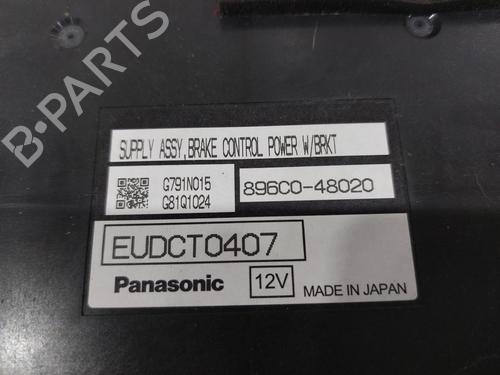 SUPPLY ASSY, BRAKE CONTROL POWER W/BRKT
G791N015
G81Q1024
896C0-48020
EUDCT0407
Panasonic 12V MADE IN JAPAN
B-PARTS